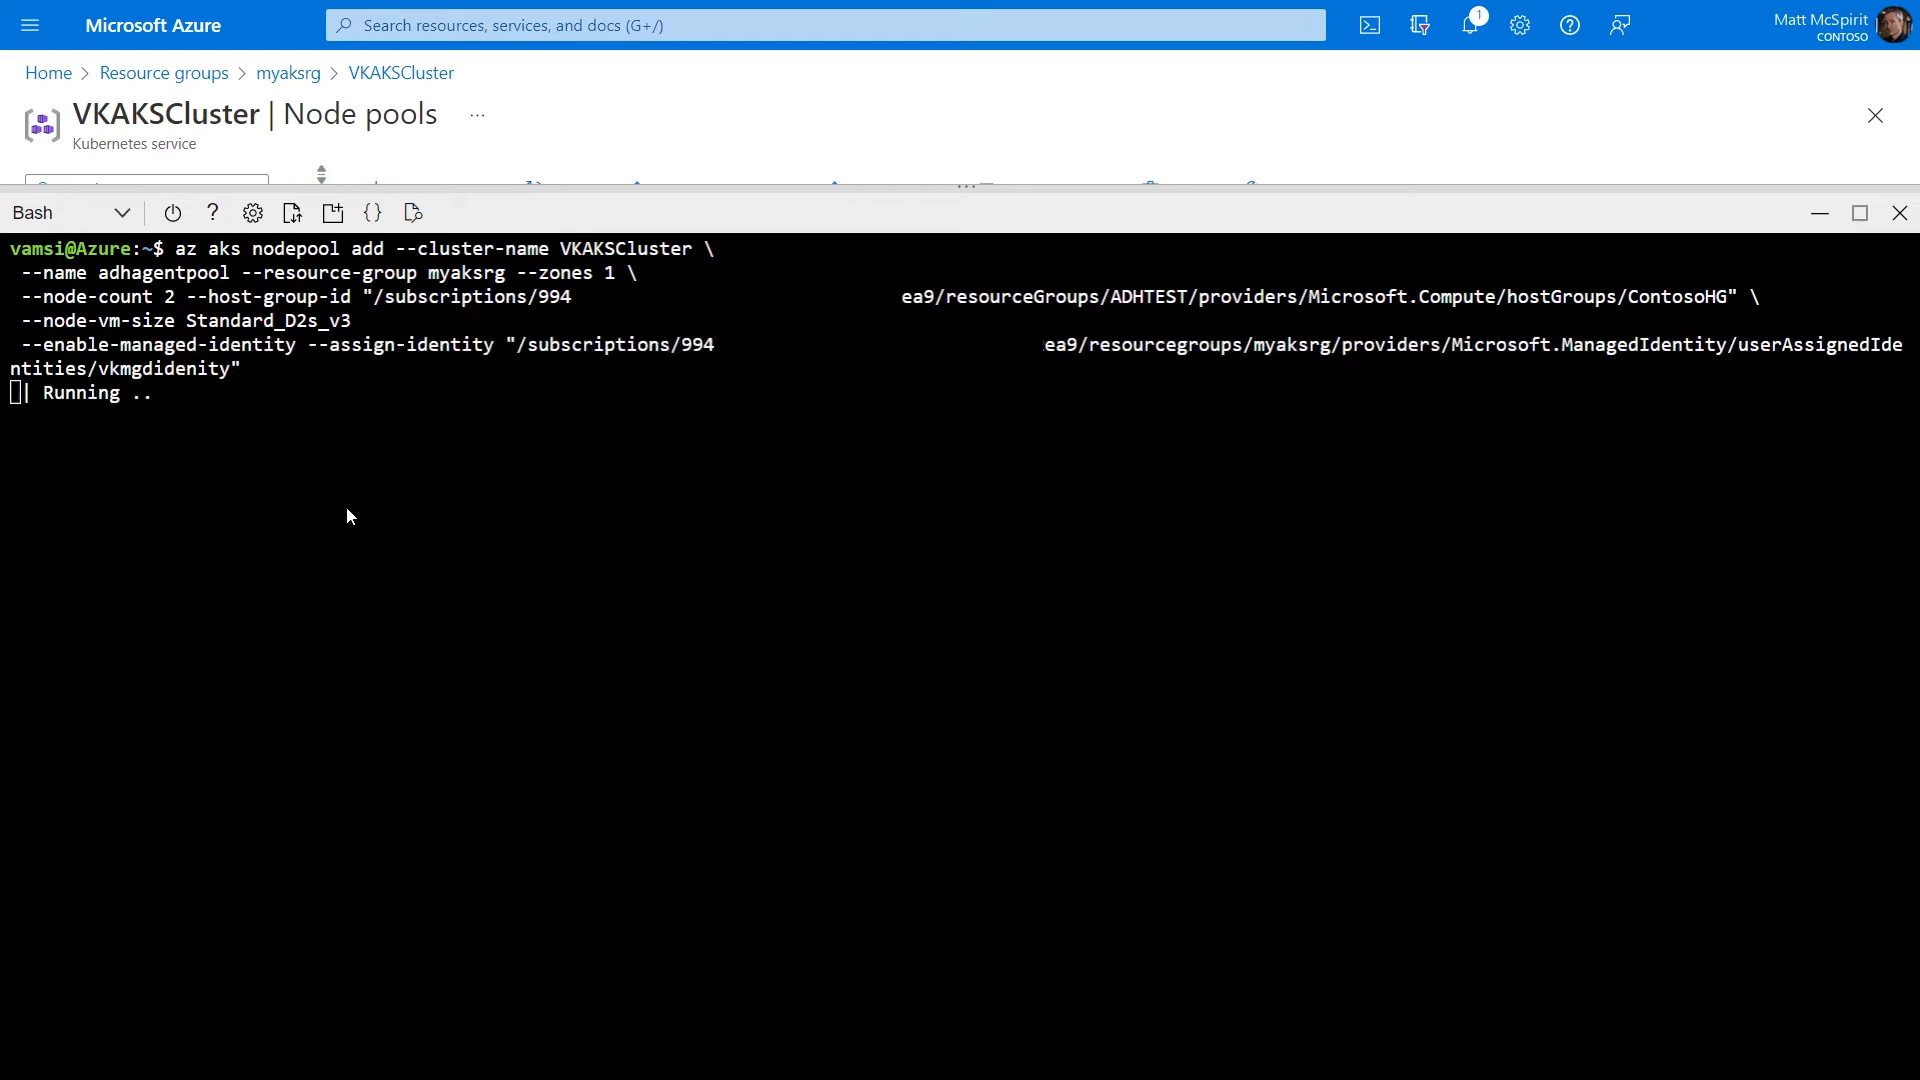 Microsoft Azure
Search resources, services, and docs (G+/)
1
Matt McSpirit
CONTOSO
Home > Resource groups > myaksrg > VKAKSCluster
VKAKSCluster | Node pools ...
Kubernetes service
Bash
vamsi@Azure:~$ az aks nodepool add --cluster-name VKAKSCluster \
--name adhagentpool --resource-group myaksrg --zones 1 \
--node-count 2 --host-group-id "/subscriptions/994 ea9/resourceGroups/ADHTEST/providers/Microsoft.Compute/hostGroups/ContosoHG" \
--node-vm-size Standard_D2s_v3
--enable-managed-identity --assign-identity "/subscriptions/994 ea9/resourcegroups/myaksrg/providers/Microsoft.ManagedIdentity/userAssignedIde
ntities/vkmgdidenity"
| Running ..